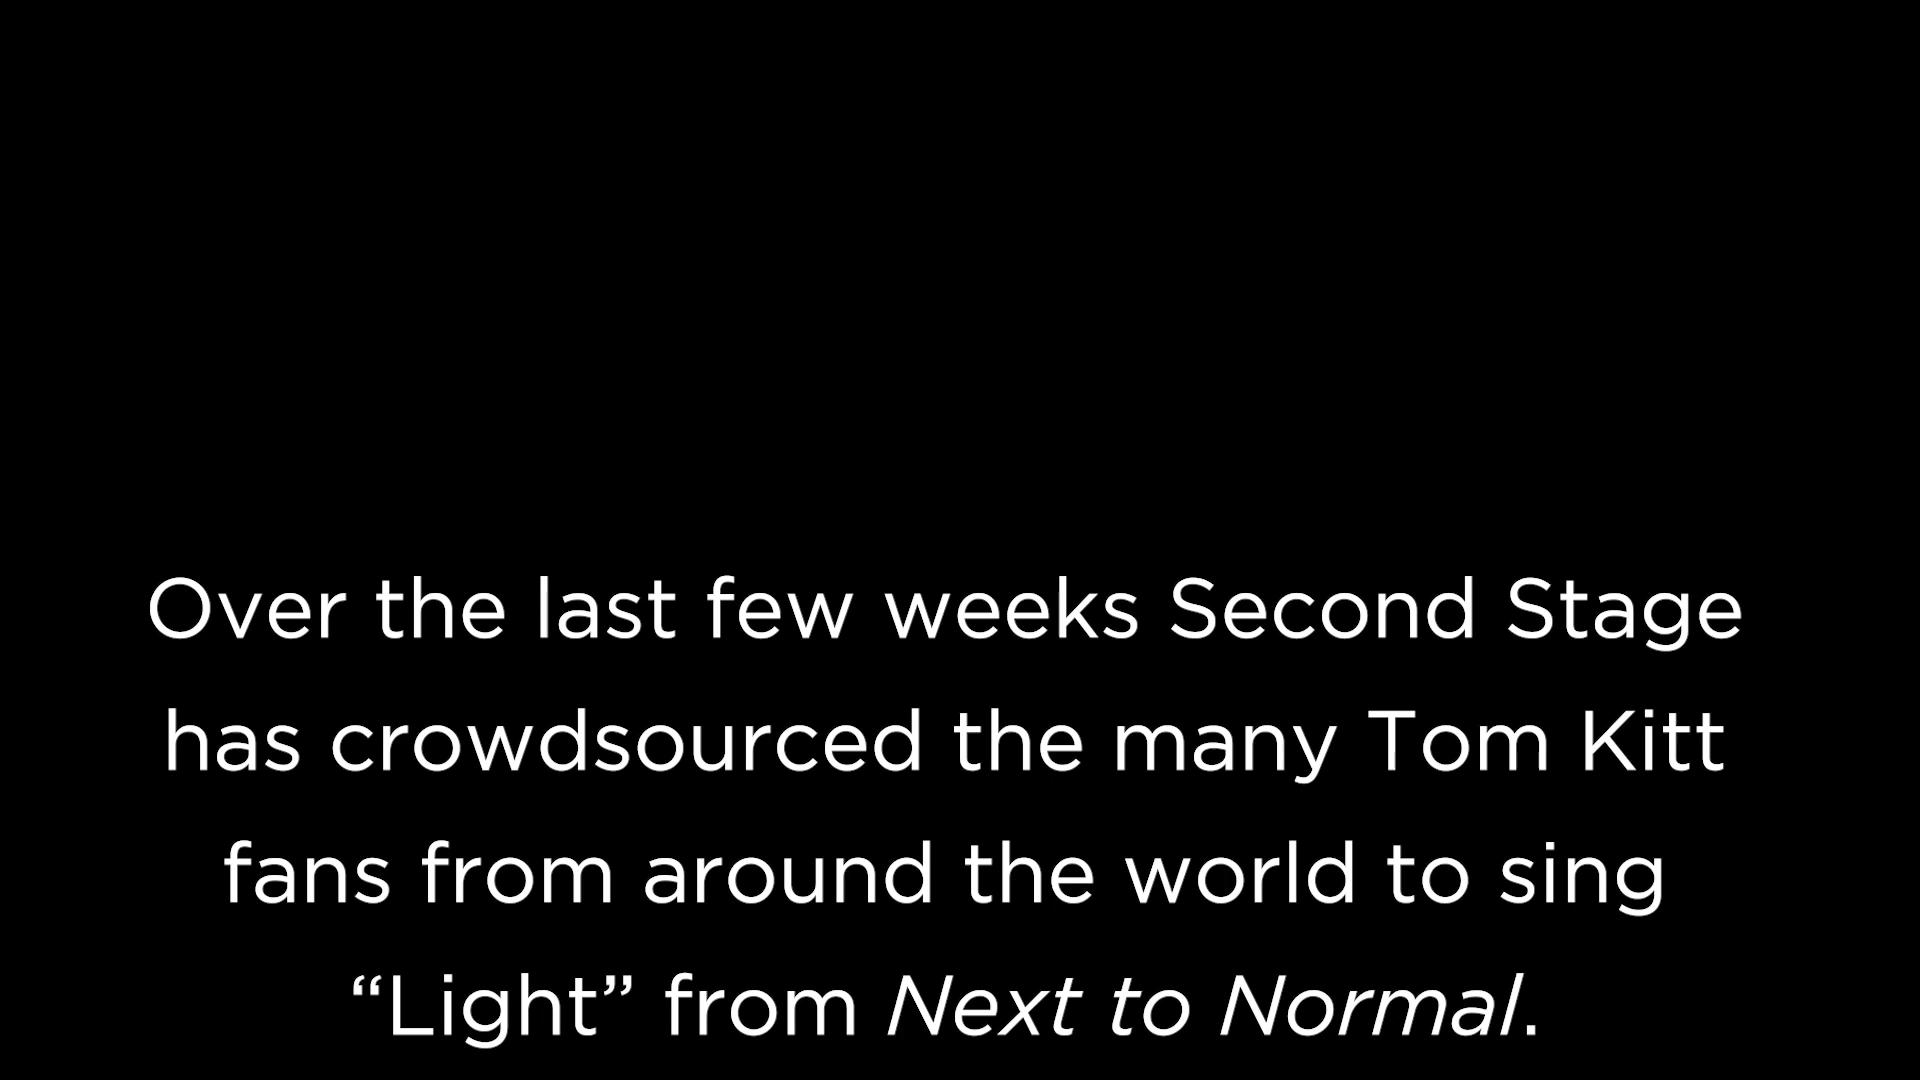 Over the last few weeks Second Stage
has crowdsourced the many Tom Kitt
fans from around the world to sing
“Light” from Next to Normal.